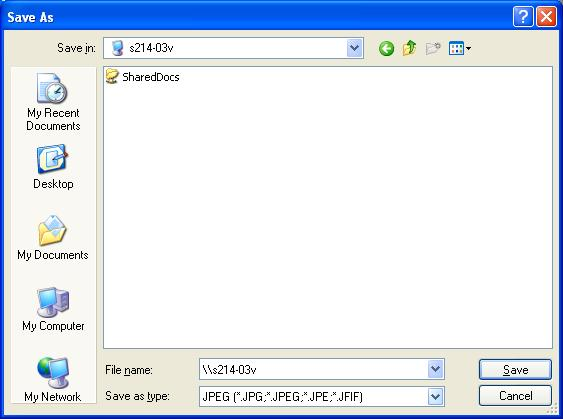 Save As
Save in: s214-03v
SharedDocs
My Recent
Documents
Desktop
My Documents
My Computer
My Network
File name: \\s214-03v
Save
Save as type: JPEG (*.JPG;*.JPEG;*.JPE;*.JFIF)
Cancel